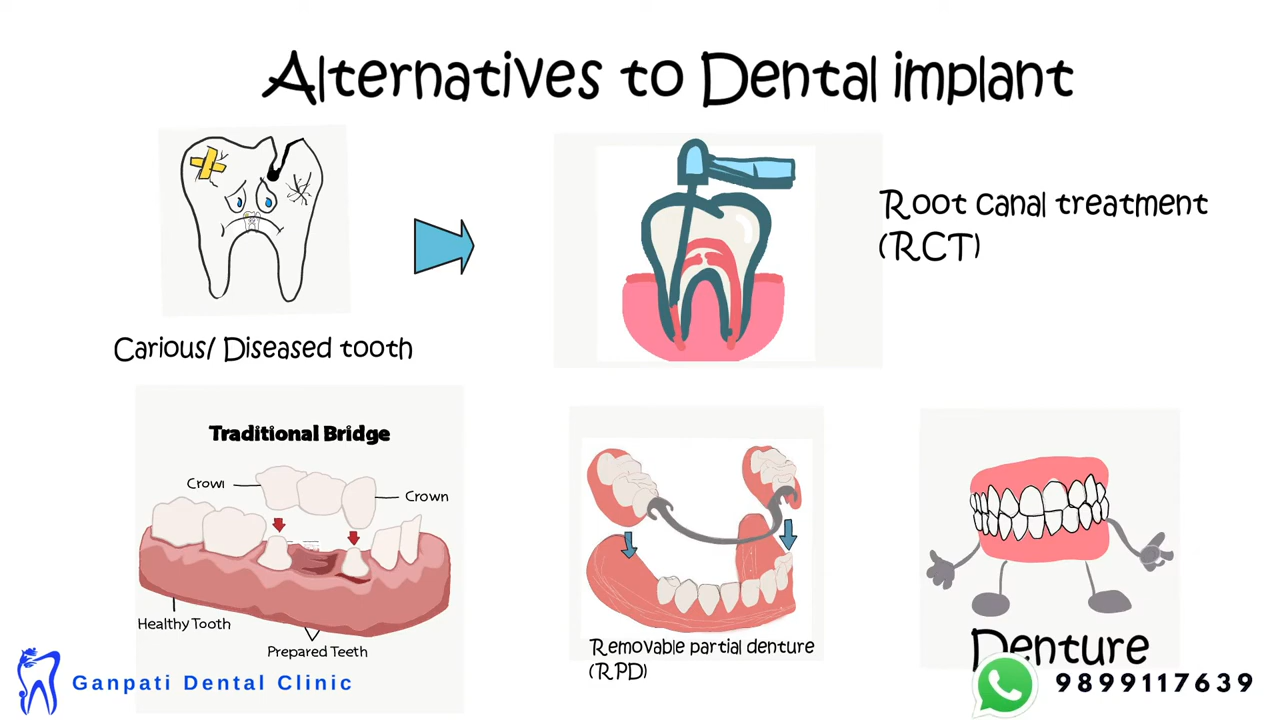 Alternatives to Dental implant
Root canal treatment
(RCT)
Carious/ Diseased tooth
Traditional Bridge
Crow
Crown
Healthy Tooth
Prepared Teeth
Removable partial denture
(RPD)
Denture
Ganpati Dental Clinic
9899117639